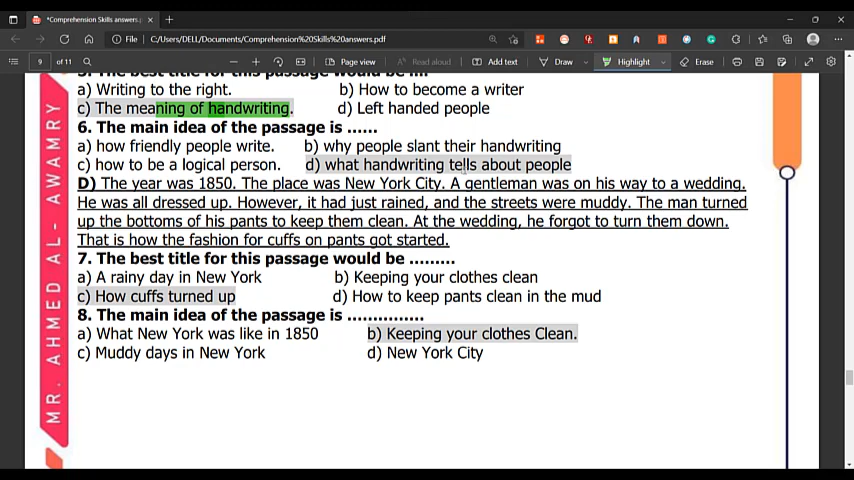 *Comprehension Skills answers.p
File
C:/Users/DELL/Documents/Comprehension%20Skills%20answers.pdf
9 of 11
Page view
Read aloud
Add text
Draw
Highlight
Erase
5. The best title for this passage would be
a) Writing to the right. b) How to become a writer
c) The meaning of handwriting. d) Left handed people
6. The main idea of the passage is ......
a) how friendly people write. b) why people slant their handwriting
c) how to be a logical person. d) what handwriting tells about people
D) The year was 1850. The place was New York City. A gentleman was on his way to a wedding.
He was all dressed up. However, it had just rained, and the streets were muddy. The man turned
up the bottoms of his pants to keep them clean. At the wedding, he forgot to turn them down.
That is how the fashion for cuffs on pants got started.
7. The best title for this passage would be .........
a) A rainy day in New York b) Keeping your clothes clean
c) How cuffs turned up d) How to keep pants clean in the mud
8. The main idea of the passage is ...............
a) What New York was like in 1850 b) Keeping your clothes Clean.
c) Muddy days in New York d) New York City
MR. AHMED AL- AWAMRY